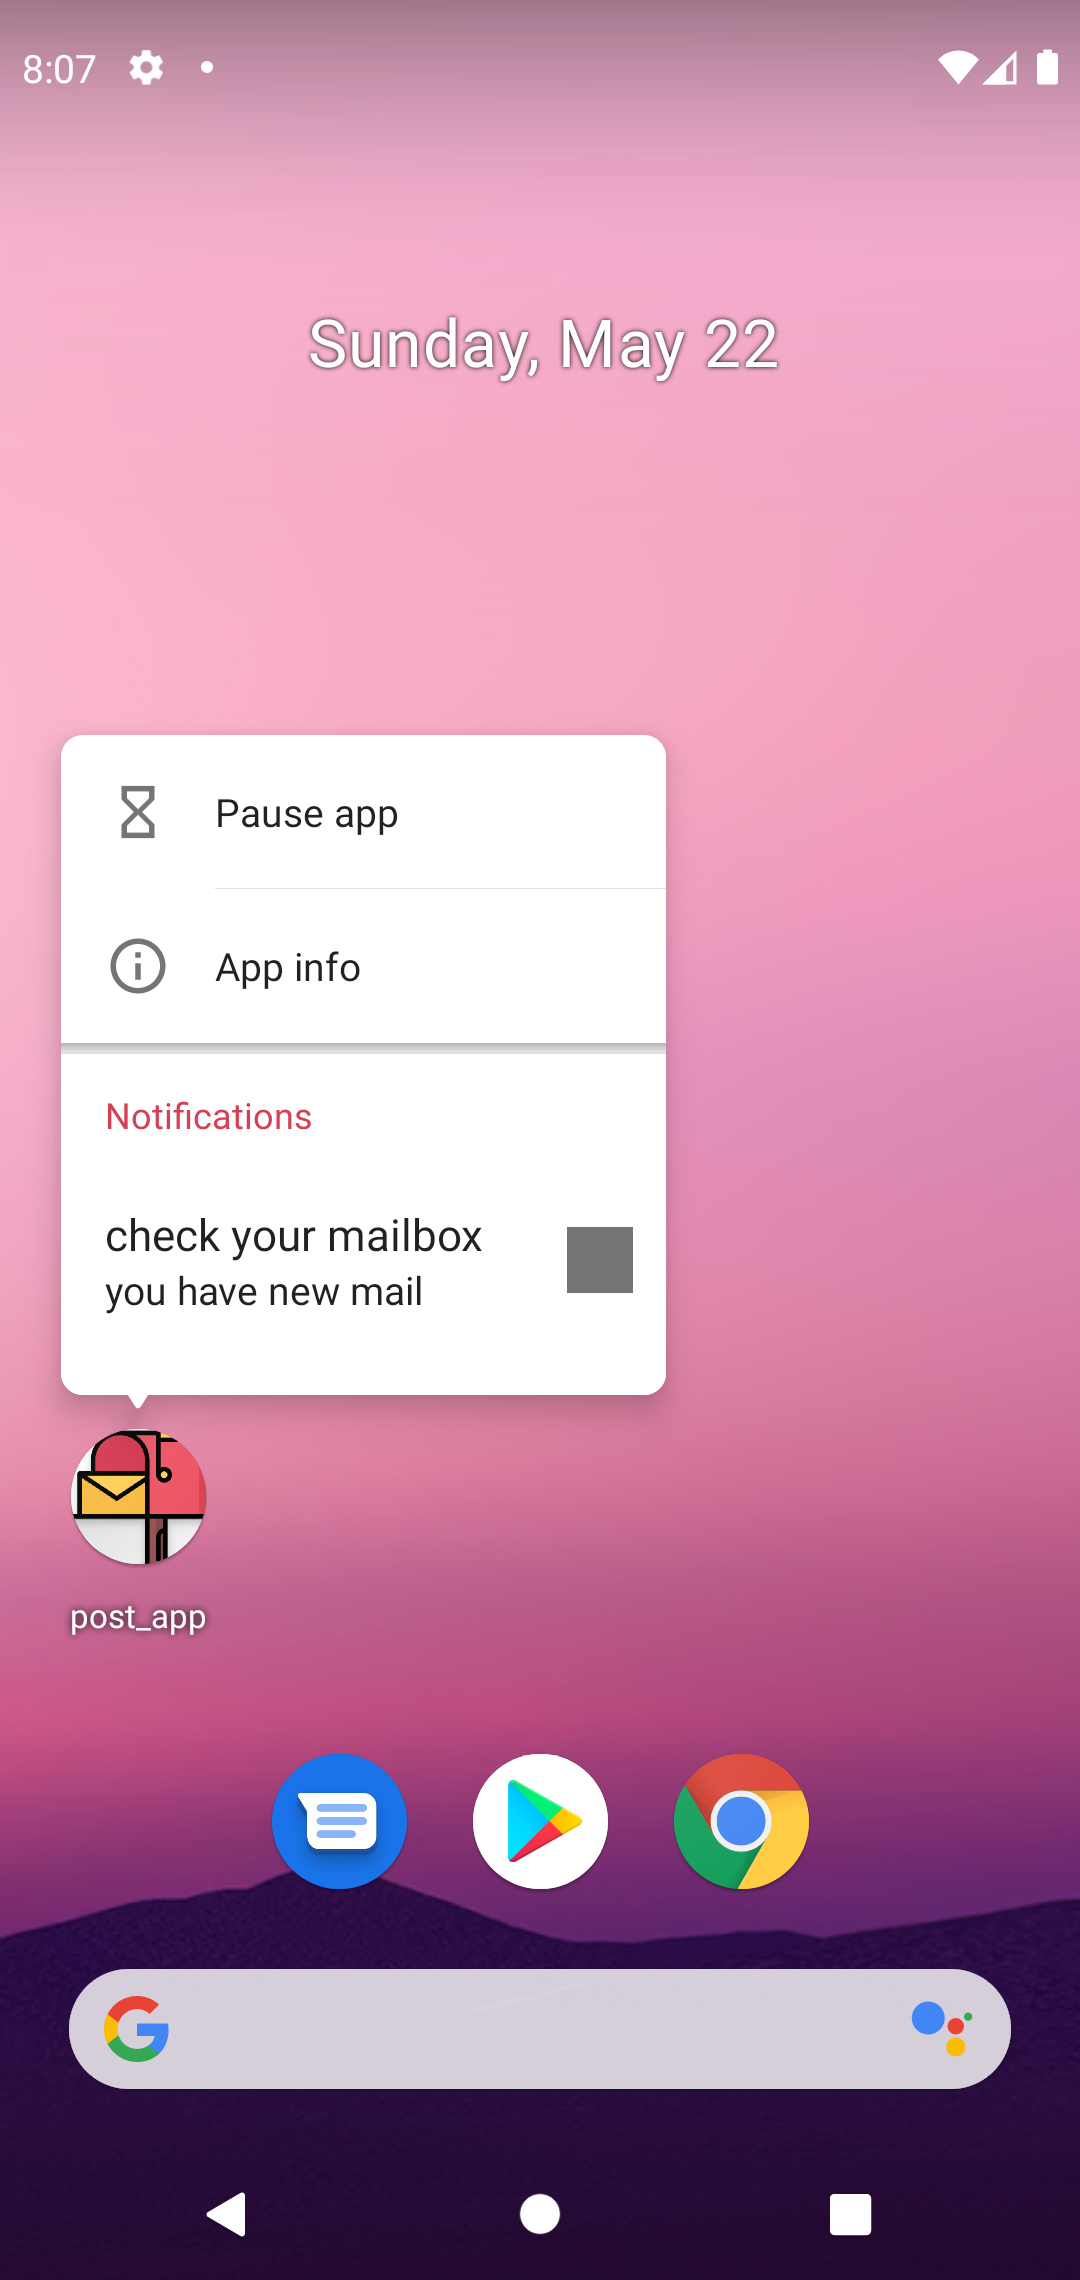 8:07
Sunday, May 22
Pause app
App info
Notifications
check your mailbox
you have new mail
post_app